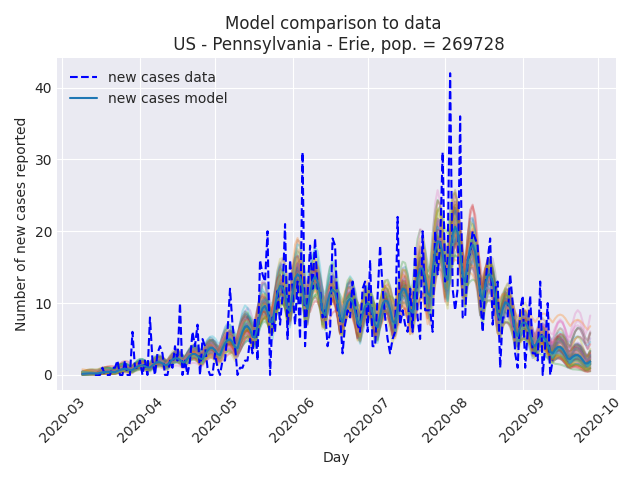 Model comparison to data
US - Pennsylvania - Erie, pop. = 269728
new cases data
new cases model
Number of new cases reported
40
30
20
10
0
2020-03
2020-04
2020-05
2020-06
2020-07
2020-08
2020-09
2020-10
Day